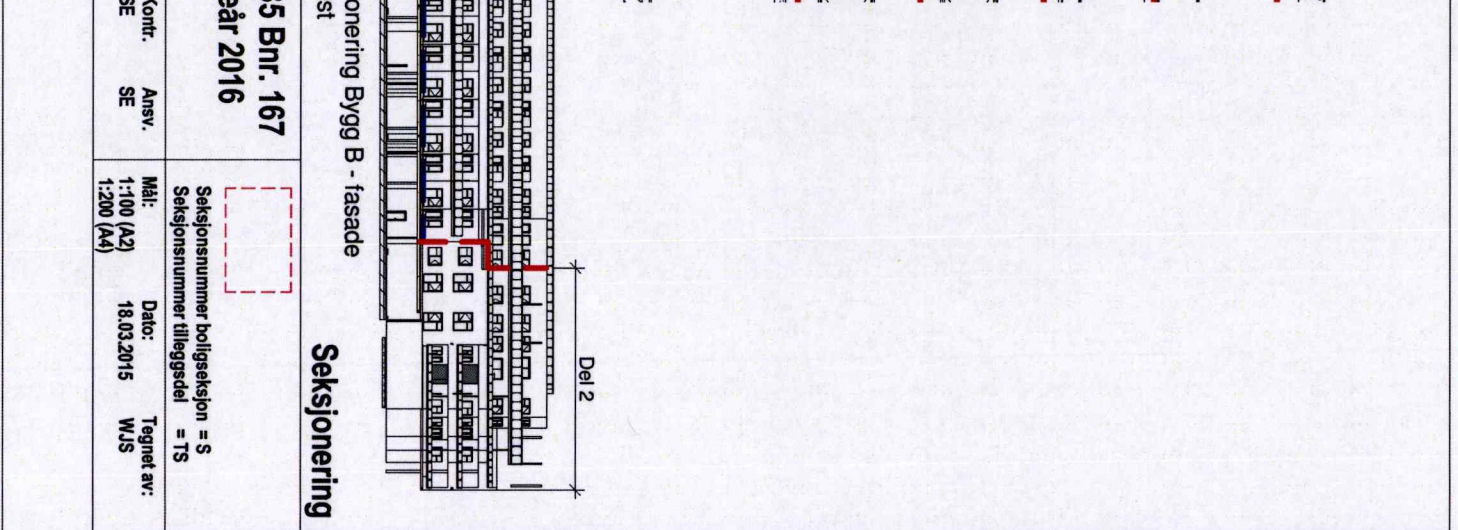 Del 2
onering Bygg B - fasade
st
Seksjonering
5 Bnr. 167
år 2016
Seksjonsnummer boligseksjon = S
Seksjonsnummer tilleggsdel = TS
Kontr. Ansv. Mål: Dato: Tegnet av:
SE SE 1:100 (A2) 18.03.2015 WJS
1:200 (A4)